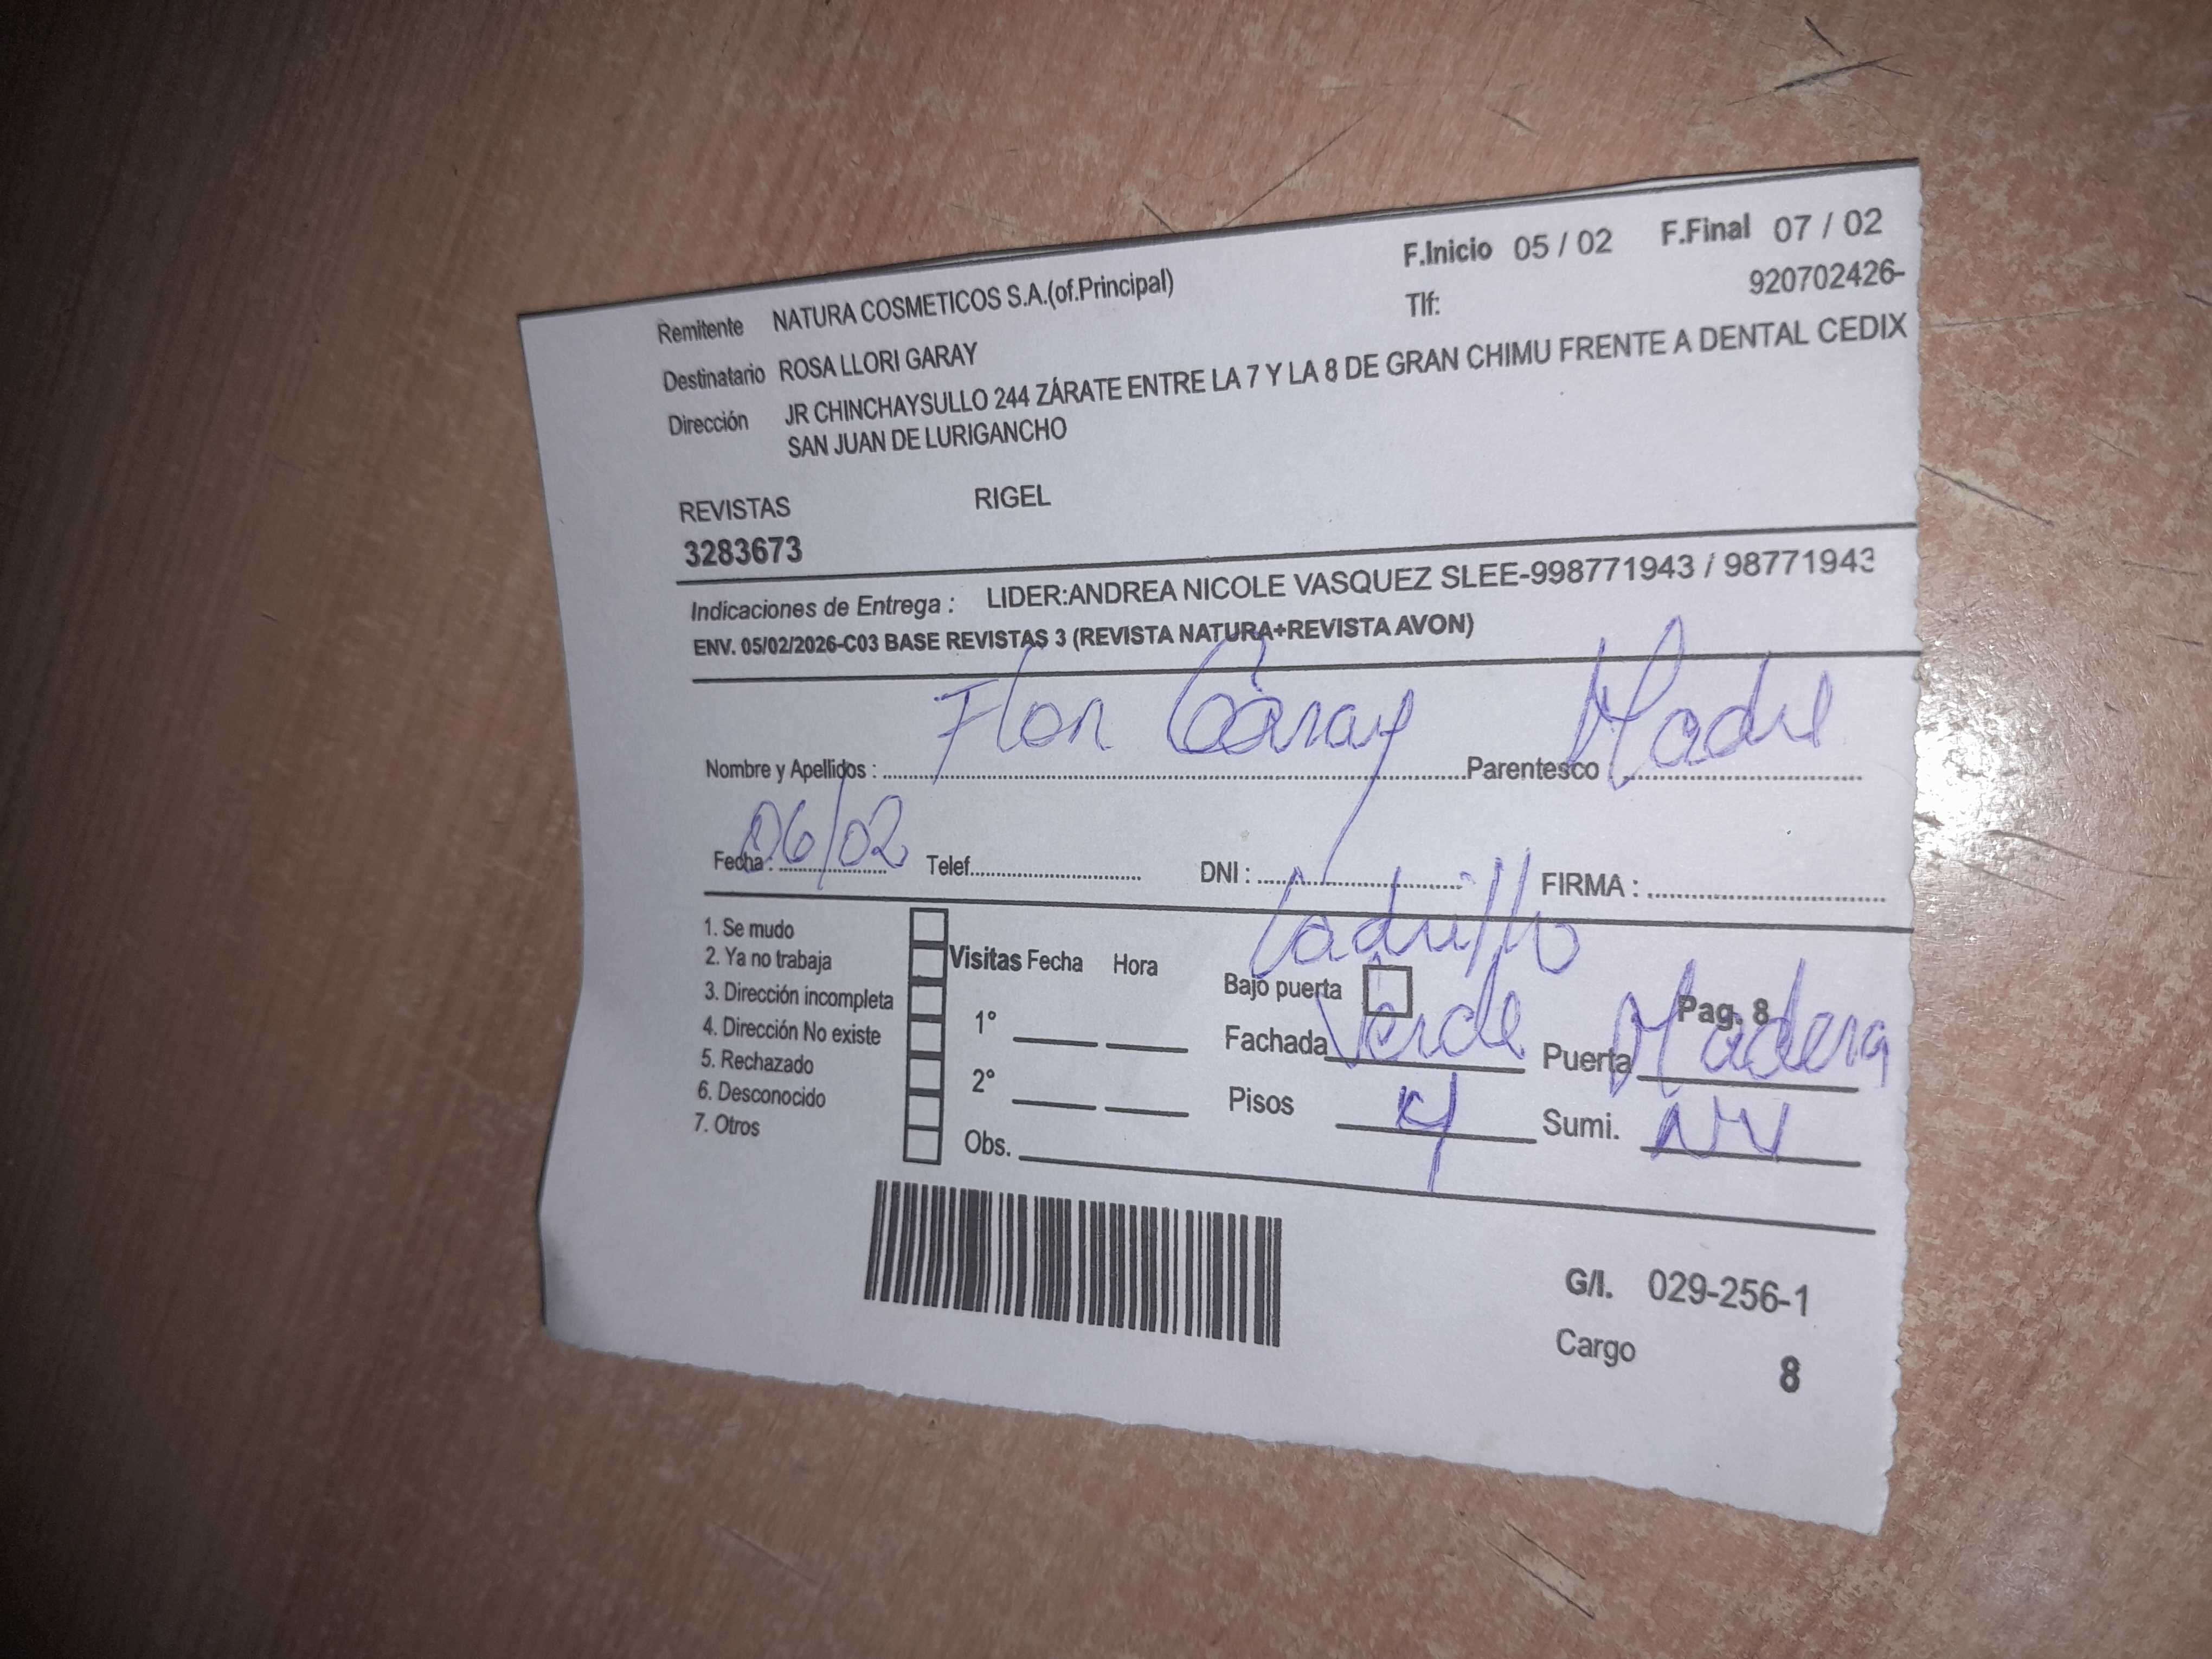 F.Inicio 05 / 02 F.Final 07 / 02
Remitente NATURA COSMETICOS S.A.(of.Principal) Tlf: 920702426-
Destinatario ROSA LLORI GARAY
Dirección JR CHINCHAYSULLO 244 ZÁRATE ENTRE LA 7 Y LA 8 DE GRAN CHIMU FRENTE A DENTAL CEDIX
SAN JUAN DE LURIGANCHO
REVISTAS RIGEL
3283673
Indicaciones de Entrega : LIDER:ANDREA NICOLE VASQUEZ SLEE-998771943 / 98771943
ENV. 05/02/2026-C03 BASE REVISTAS 3 (REVISTA NATURA+REVISTA AVON)
Nombre y Apellidos : Flor Garay Parentesco Madre
Fecha : 06/02 Telef. DNI : FIRMA :
1. Se mudo
2. Ya no trabaja
3. Dirección incompleta
4. Dirección No existe
5. Rechazado
6. Desconocido
7. Otros
Visitas Fecha Hora
1°
2°
Obs.
Ladrillo
Bajo puerta Pag. 8
Fachada Verde Puerta Madera
Pisos 4 Sumi. NV
G/I. 029-256-1
Cargo 8